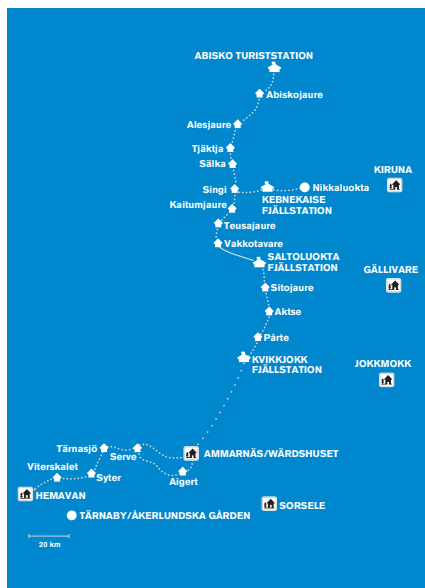 ABISKO TURISTSTATION
Abiskojaure
Alesjaure
Tjäktja
Sälka
KIRUNA
Singi
Nikkaluokta
KEBNEKAISE
FJÄLLSTATION
Kaitumjaure
Teusajaure
Vakkotavare
SALTOLUOKTA
FJÄLLSTATION
GÄLLIVARE
Sitojaure
Aktse
Pårte
KVIKKJOKK
FJÄLLSTATION
JOKKMOKK
Tärnasjö
Serve
AMMARNÄS/WÄRDSHUSET
Viterskalet
Syter
Aigert
HEMAVAN
SORSELE
TÄRNABY/ÅKERLUNDSKA GÅRDEN
20 km